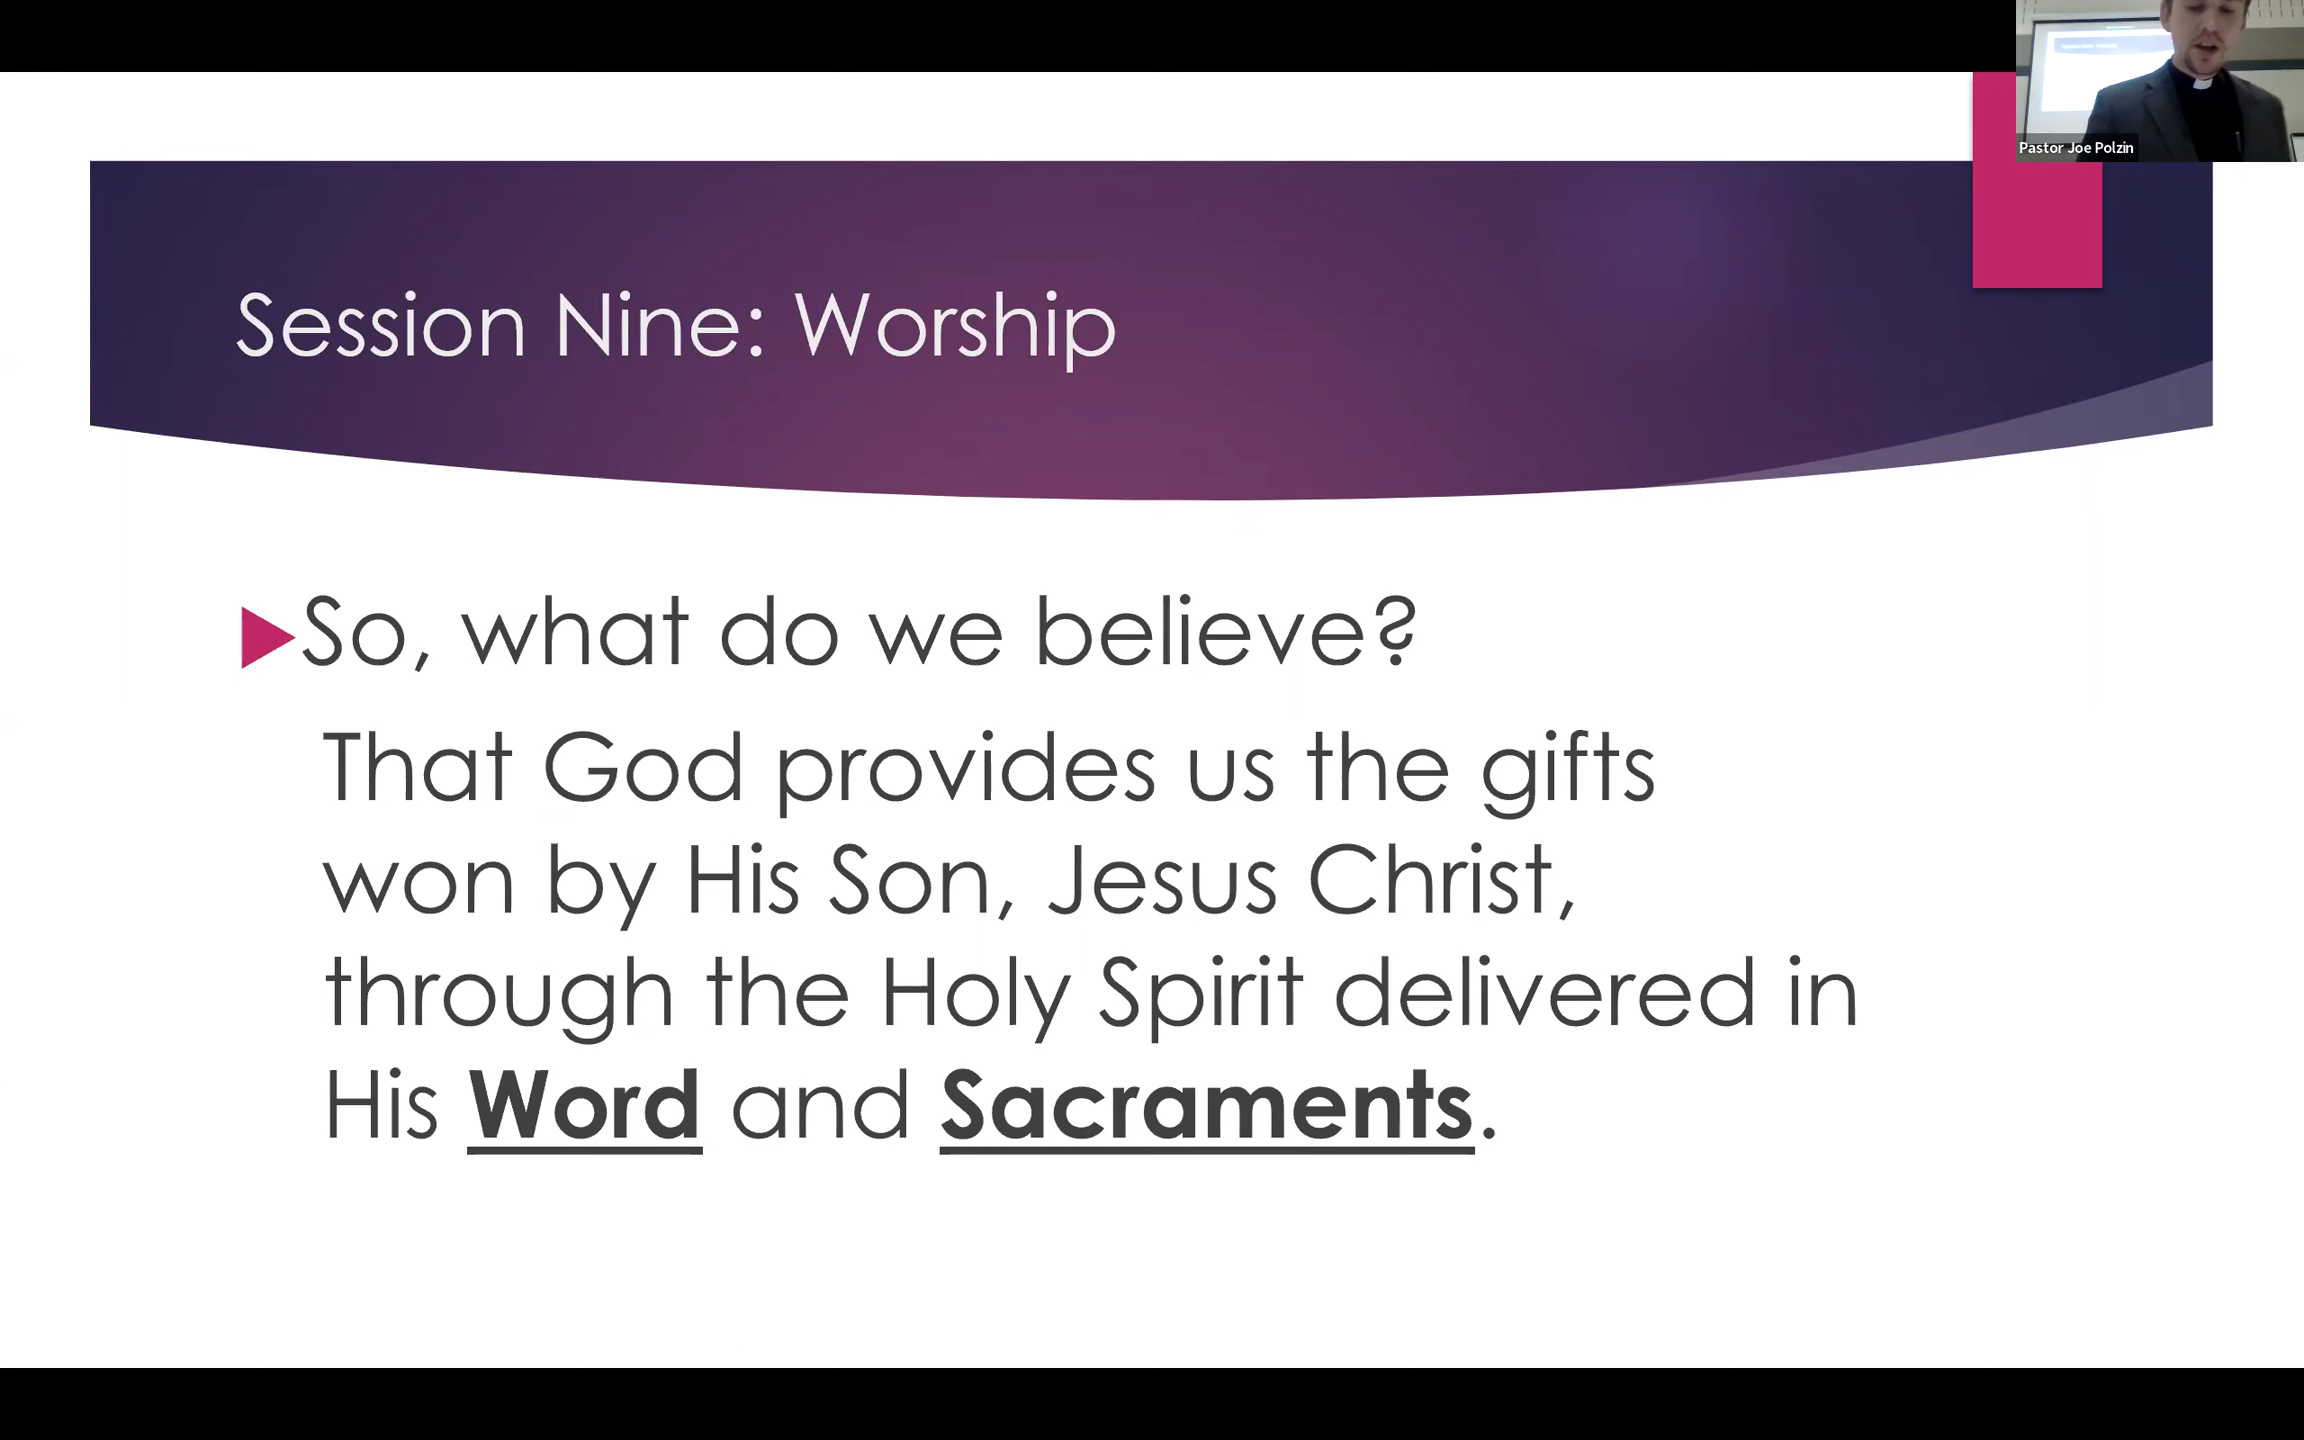 Pastor Joe Polzin
Session Nine: Worship
So, what do we believe?
That God provides us the gifts
won by His Son, Jesus Christ,
through the Holy Spirit delivered in
His Word and Sacraments.